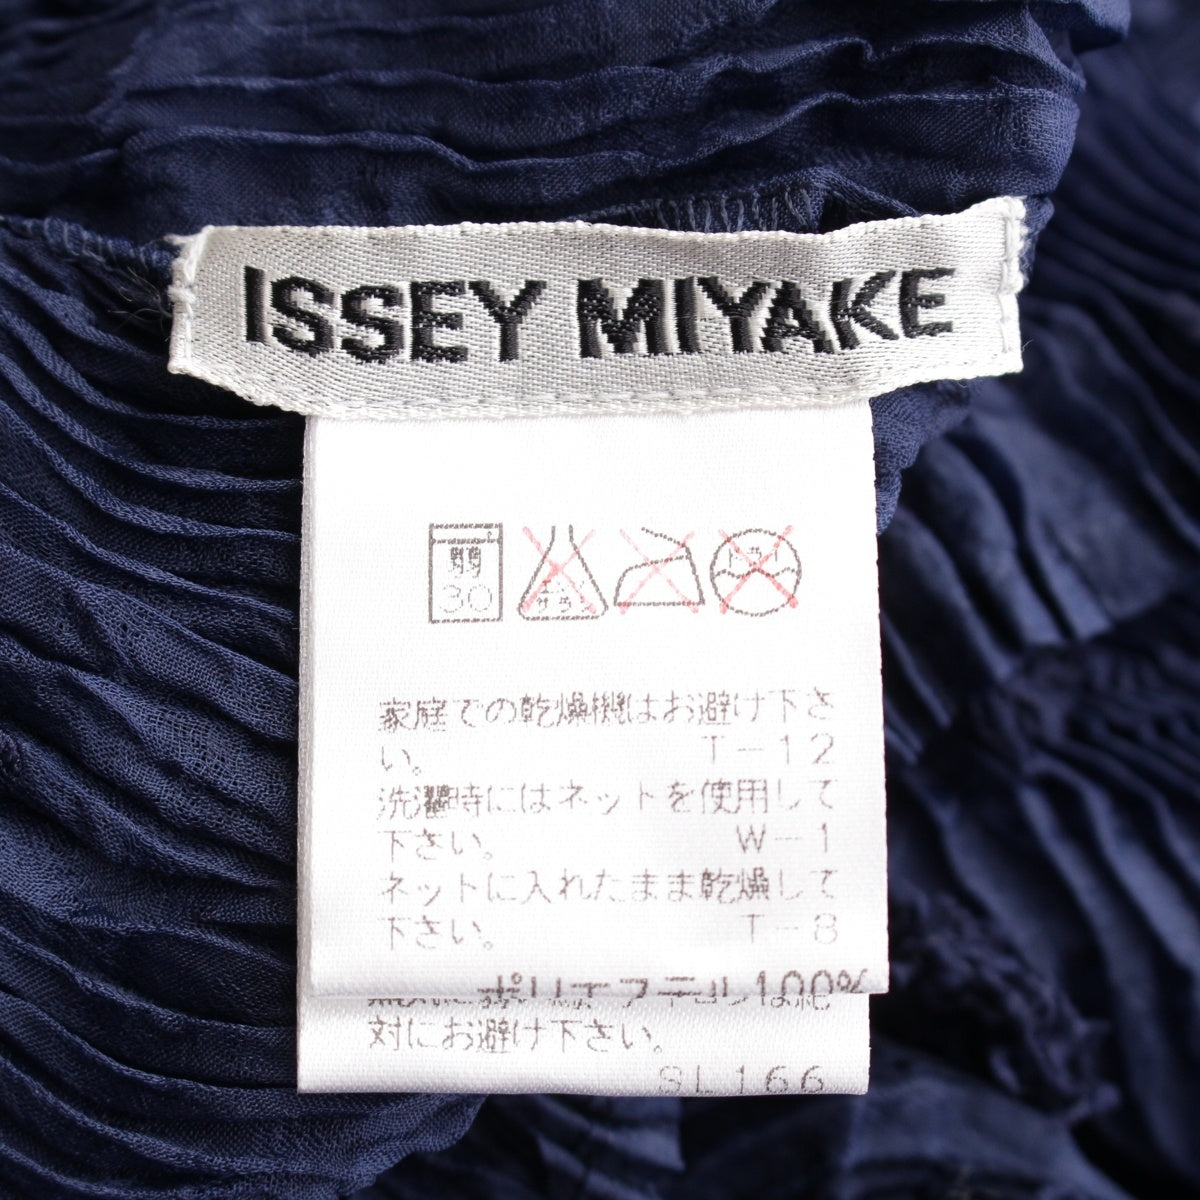 ISSEY MIYAKE
弱
30
家庭での乾燥機はお避け下さ
い。 T-12
洗濯時にはネットを使用して
下さい。 W-1
ネットに入れたまま乾燥して
下さい。 T-8
ポリエステル100%
対にお避け下さい。
SL166